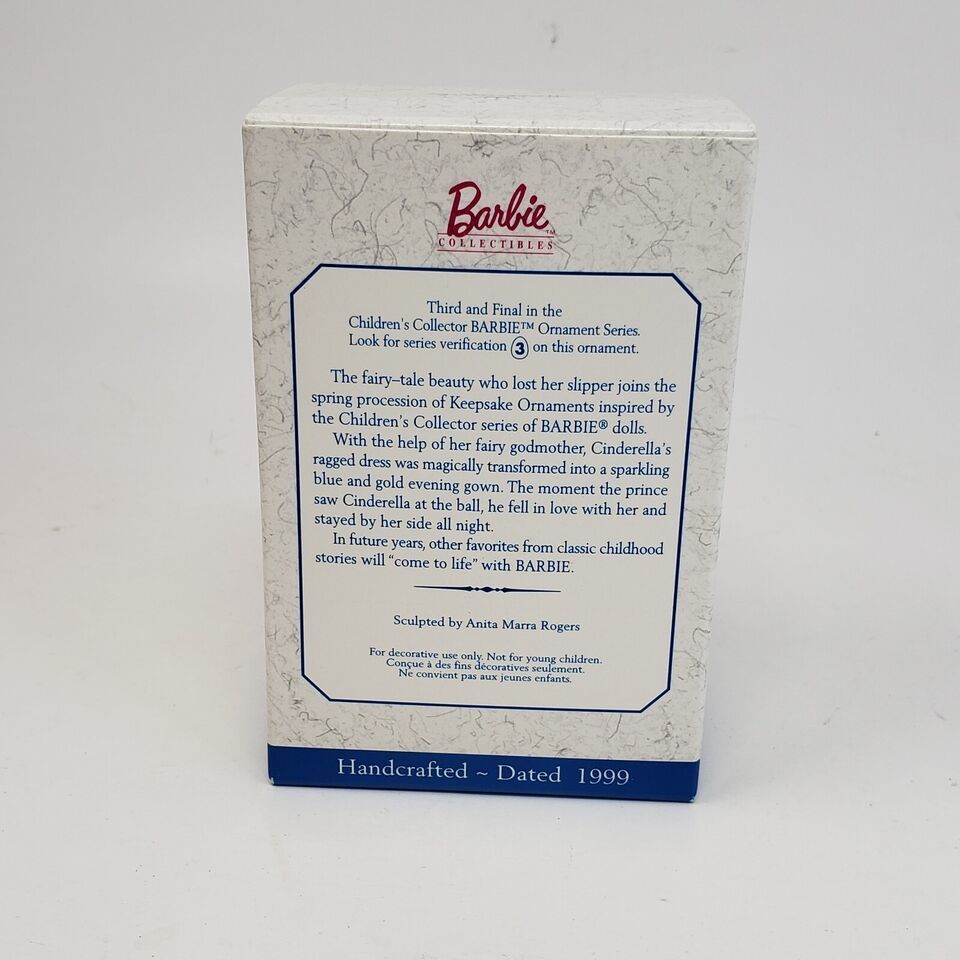 Barbie™
COLLECTIBLES
Third and Final in the
Children's Collector BARBIE™ Ornament Series.
Look for series verification 3 on this ornament.
The fairy–tale beauty who lost her slipper joins the
spring procession of Keepsake Ornaments inspired by
the Children's Collector series of BARBIE® dolls.
With the help of her fairy godmother, Cinderella's
ragged dress was magically transformed into a sparkling
blue and gold evening gown. The moment the prince
saw Cinderella at the ball, he fell in love with her and
stayed by her side all night.
In future years, other favorites from classic childhood
stories will “come to life” with BARBIE.
Sculpted by Anita Marra Rogers
For decorative use only. Not for young children.
Conçue à des fins décoratives seulement.
Ne convient pas aux jeunes enfants.
Handcrafted ~ Dated 1999